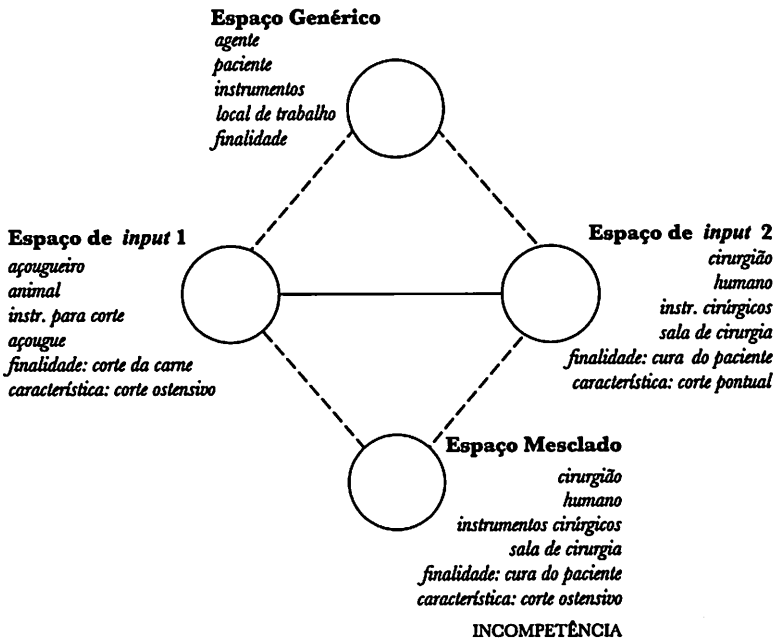 Espaço Genérico
agente
paciente
instrumentos
local de trabalho
finalidade
Espaço de input 1
açougueiro
animal
instr. para corte
açougue
finalidade: corte da carne
característica: corte ostensivo
Espaço de input 2
cirurgião
humano
instr. cirúrgicos
sala de cirurgia
finalidade: cura do paciente
característica: corte pontual
Espaço Mesclado
cirurgião
humano
instrumentos cirúrgicos
sala de cirurgia
finalidade: cura do paciente
característica: corte ostensivo
INCOMPETÊNCIA